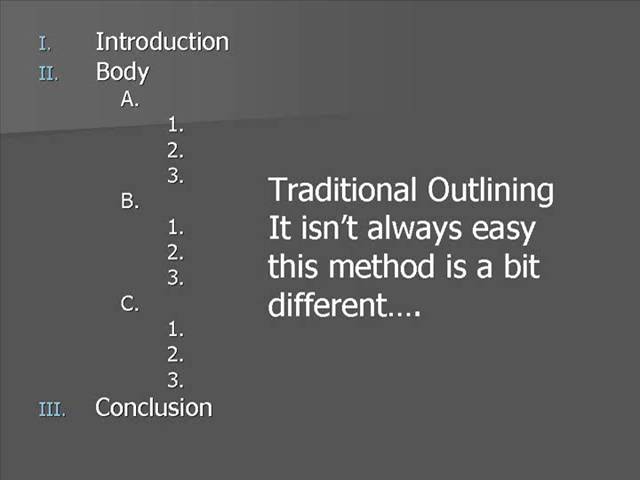 I. Introduction
II. Body
A.
1.
2.
3.
B.
1.
2.
3.
C.
1.
2.
3.
III. Conclusion
Traditional Outlining
It isn't always easy
this method is a bit
different….